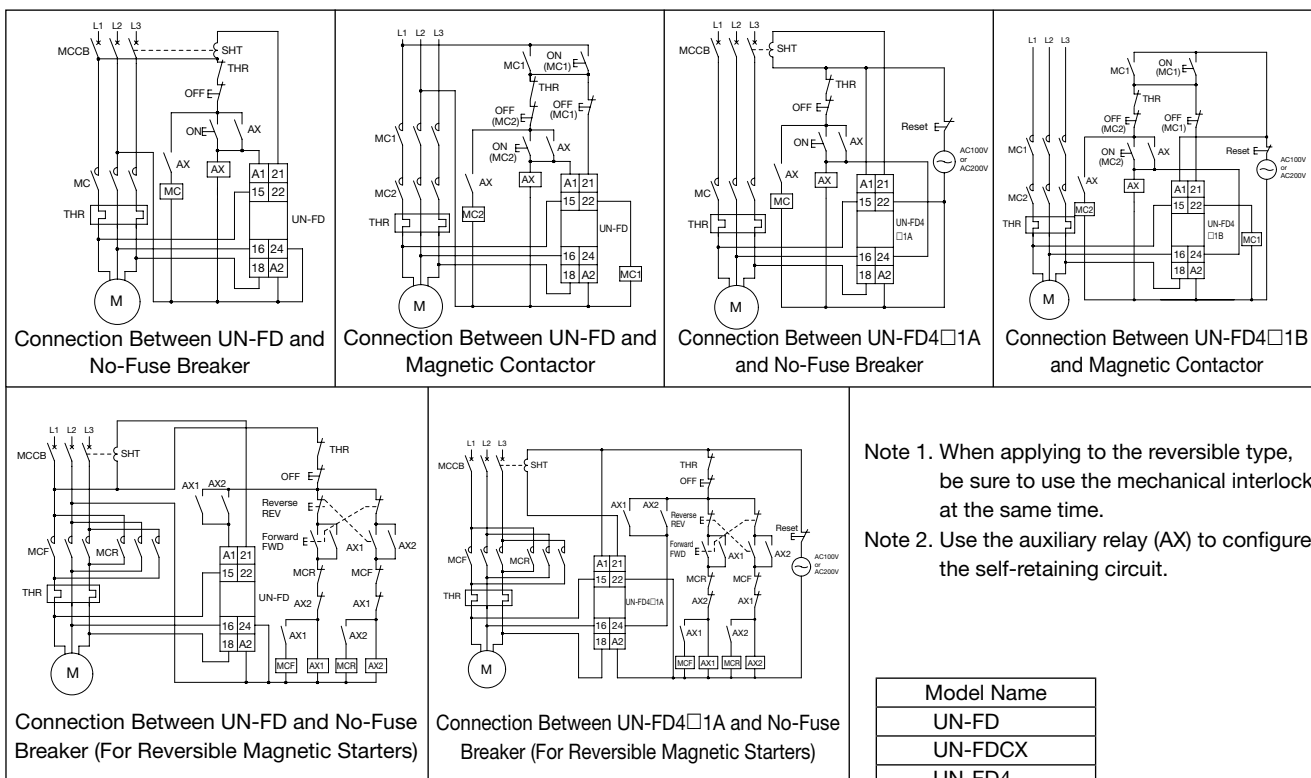 L1 L2 L3
MCCB
SHT
THR
OFF
ON
AX
AX
AX
MC
MC
THR
A1 21
15 22
UN-FD
16 24
18 A2
M
Connection Between UN-FD and
No-Fuse Breaker
L1 L2 L3
MC1
ON
(MC1)
THR
OFF
(MC2)
OFF
(MC1)
MC1
ON
(MC2)
AX
AX
AX
MC2
MC2
THR
A1 21
15 22
UN-FD
16 24
18 A2
MC1
M
Connection Between UN-FD and
Magnetic Contactor
L1 L2 L3
MCCB
SHT
THR
OFF
Reset
ON
AX
AX
AX
AC100V
or
AC200V
MC
MC
THR
A1 21
15 22
UN-FD4
□1A
16 24
18 A2
M
Connection Between UN-FD4□1A
and No-Fuse Breaker
L1 L2 L3
MC1
ON
(MC1)
THR
OFF
(MC2)
OFF
(MC1)
MC1
ON
(MC2)
AX
Reset
AC100V
or
AC200V
AX
AX
MC2
MC2
THR
A1 21
15 22
UN-FD4
□1B
16 24
18 A2
MC1
M
Connection Between UN-FD4□1B
and Magnetic Contactor
L1 L2 L3
MCCB
SHT
THR
OFF
AX1 AX2
Reverse
REV
Forward
FWD
AX1
AX2
MCF
MCR
A1 21
15 22
MCR
MCF
THR
UN-FD
AX2
AX1
16 24
18 A2
AX1
AX2
MCF AX1 MCR AX2
M
Connection Between UN-FD and No-Fuse
Breaker (For Reversible Magnetic Starters)
L1 L2 L3
MCCB
SHT
THR
OFF
AX1 AX2
Reverse
REV
Forward
FWD
AX1
AX2
Reset
AC100V
or
AC200V
MCF
MCR
A1 21
15 22
MCR
MCF
THR
UN-FD4□1A
AX2
AX1
16 24
18 A2
AX1
AX2
MCF AX1 MCR AX2
M
Connection Between UN-FD4□1A and No-Fuse
Breaker (For Reversible Magnetic Starters)
Note 1. When applying to the reversible type,
be sure to use the mechanical interlock
at the same time.
Note 2. Use the auxiliary relay (AX) to configure
the self-retaining circuit.
Model Name
UN-FD
UN-FDCX
UN-FD4